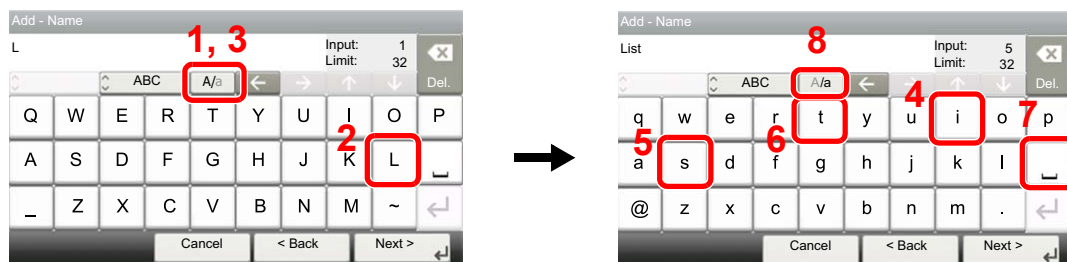 Add - Name
L
1, 3
Input: 1
Limit: 32
ABC
A/a
Del.
Q W E R T Y U I O P
2
A S D F G H J K L
_ Z X C V B N M ~
Cancel < Back Next >
Add - Name
List
8
Input: 5
Limit: 32
ABC
A/a
Del.
4
q w e r t y u i o p
5 6 7
a s d f g h j k l
@ z x c v b n m .
Cancel < Back Next >